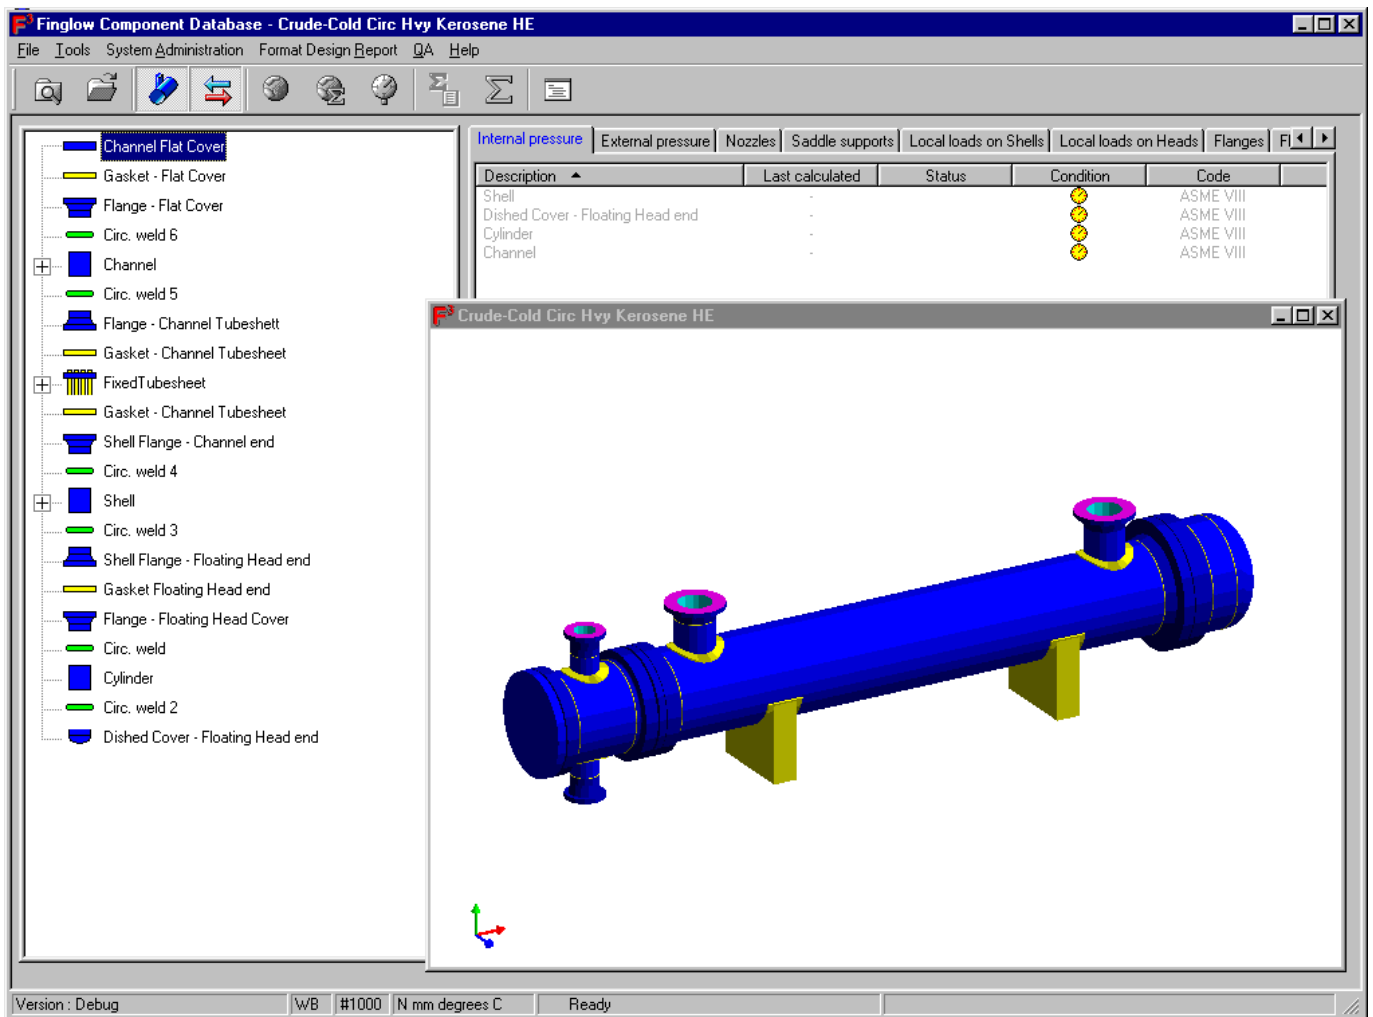 F³ Finglow Component Database - Crude-Cold Circ Hvy Kerosene HE
File Tools System Administration Format Design Report QA Help
Channel Flat Cover
Gasket - Flat Cover
Flange - Flat Cover
Circ. weld 6
Channel
Circ. weld 5
Flange - Channel Tubeshett
Gasket - Channel Tubesheet
FixedTubesheet
Gasket - Channel Tubesheet
Shell Flange - Channel end
Circ. weld 4
Shell
Circ. weld 3
Shell Flange - Floating Head end
Gasket Floating Head end
Flange - Floating Head Cover
Circ. weld
Cylinder
Circ. weld 2
Dished Cover - Floating Head end
Internal pressure External pressure Nozzles Saddle supports Local loads on Shells Local loads on Heads Flanges
Description Last calculated Status Condition Code
Shell - ASME VIII
Dished Cover - Floating Head end - ASME VIII
Cylinder - ASME VIII
Channel - ASME VIII
F³ Crude-Cold Circ Hvy Kerosene HE
Version : Debug WB #1000 N mm degrees C Ready